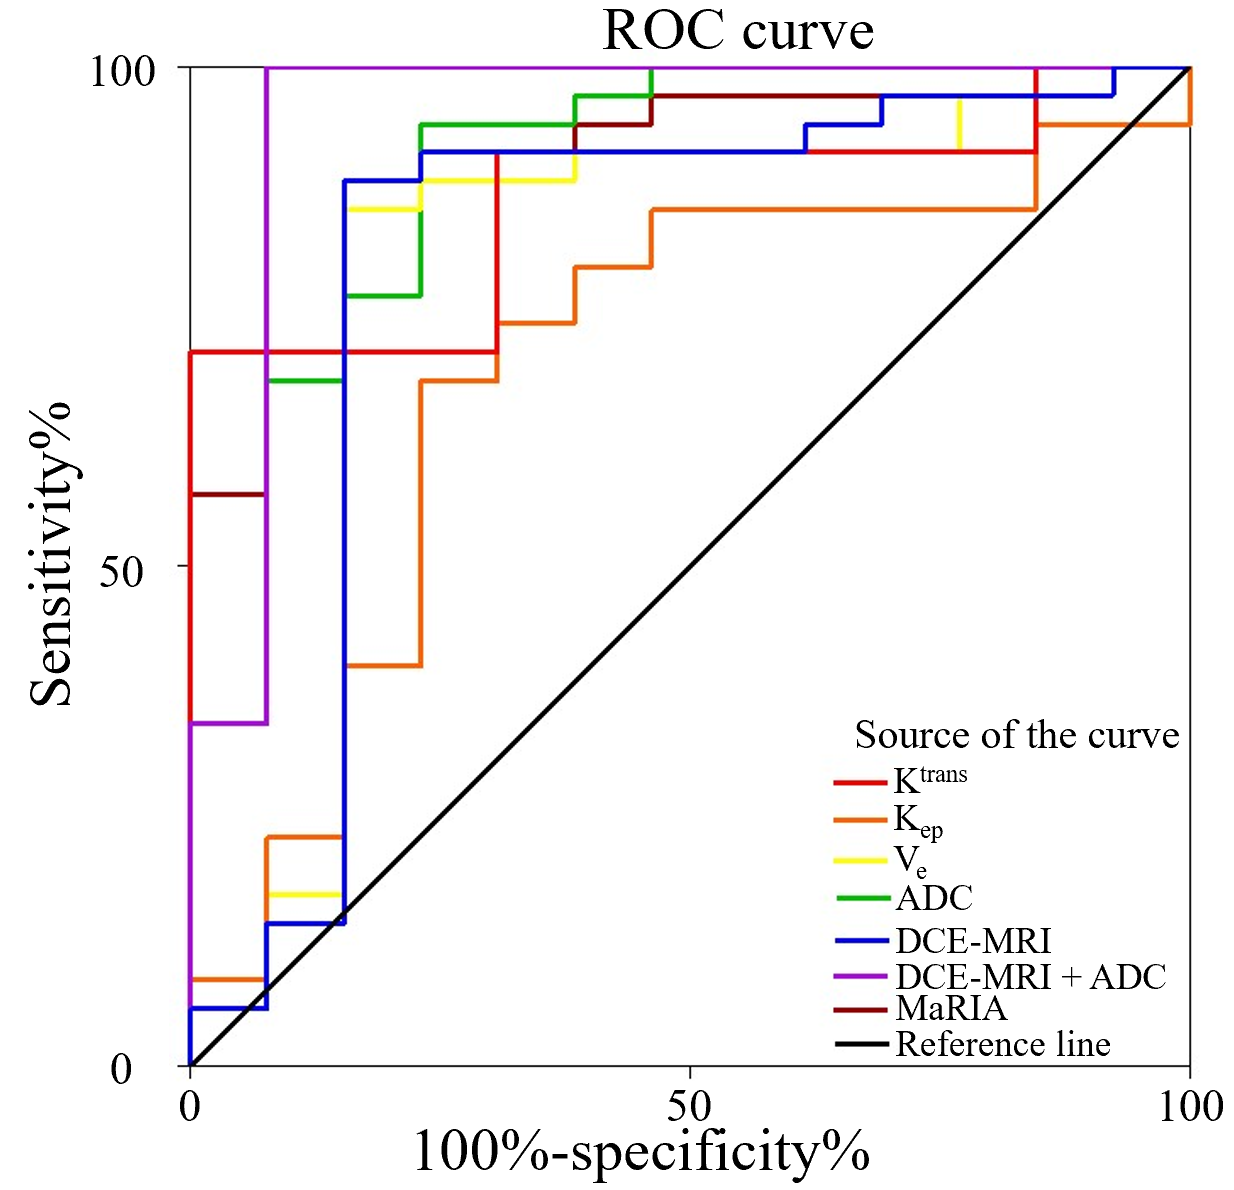 ROC curve
100
Sensitivity%
50
0
Source of the curve
Ktrans
Kep
Ve
ADC
DCE-MRI
DCE-MRI + ADC
MaRIA
Reference line
0 50 100
100%-specificity%